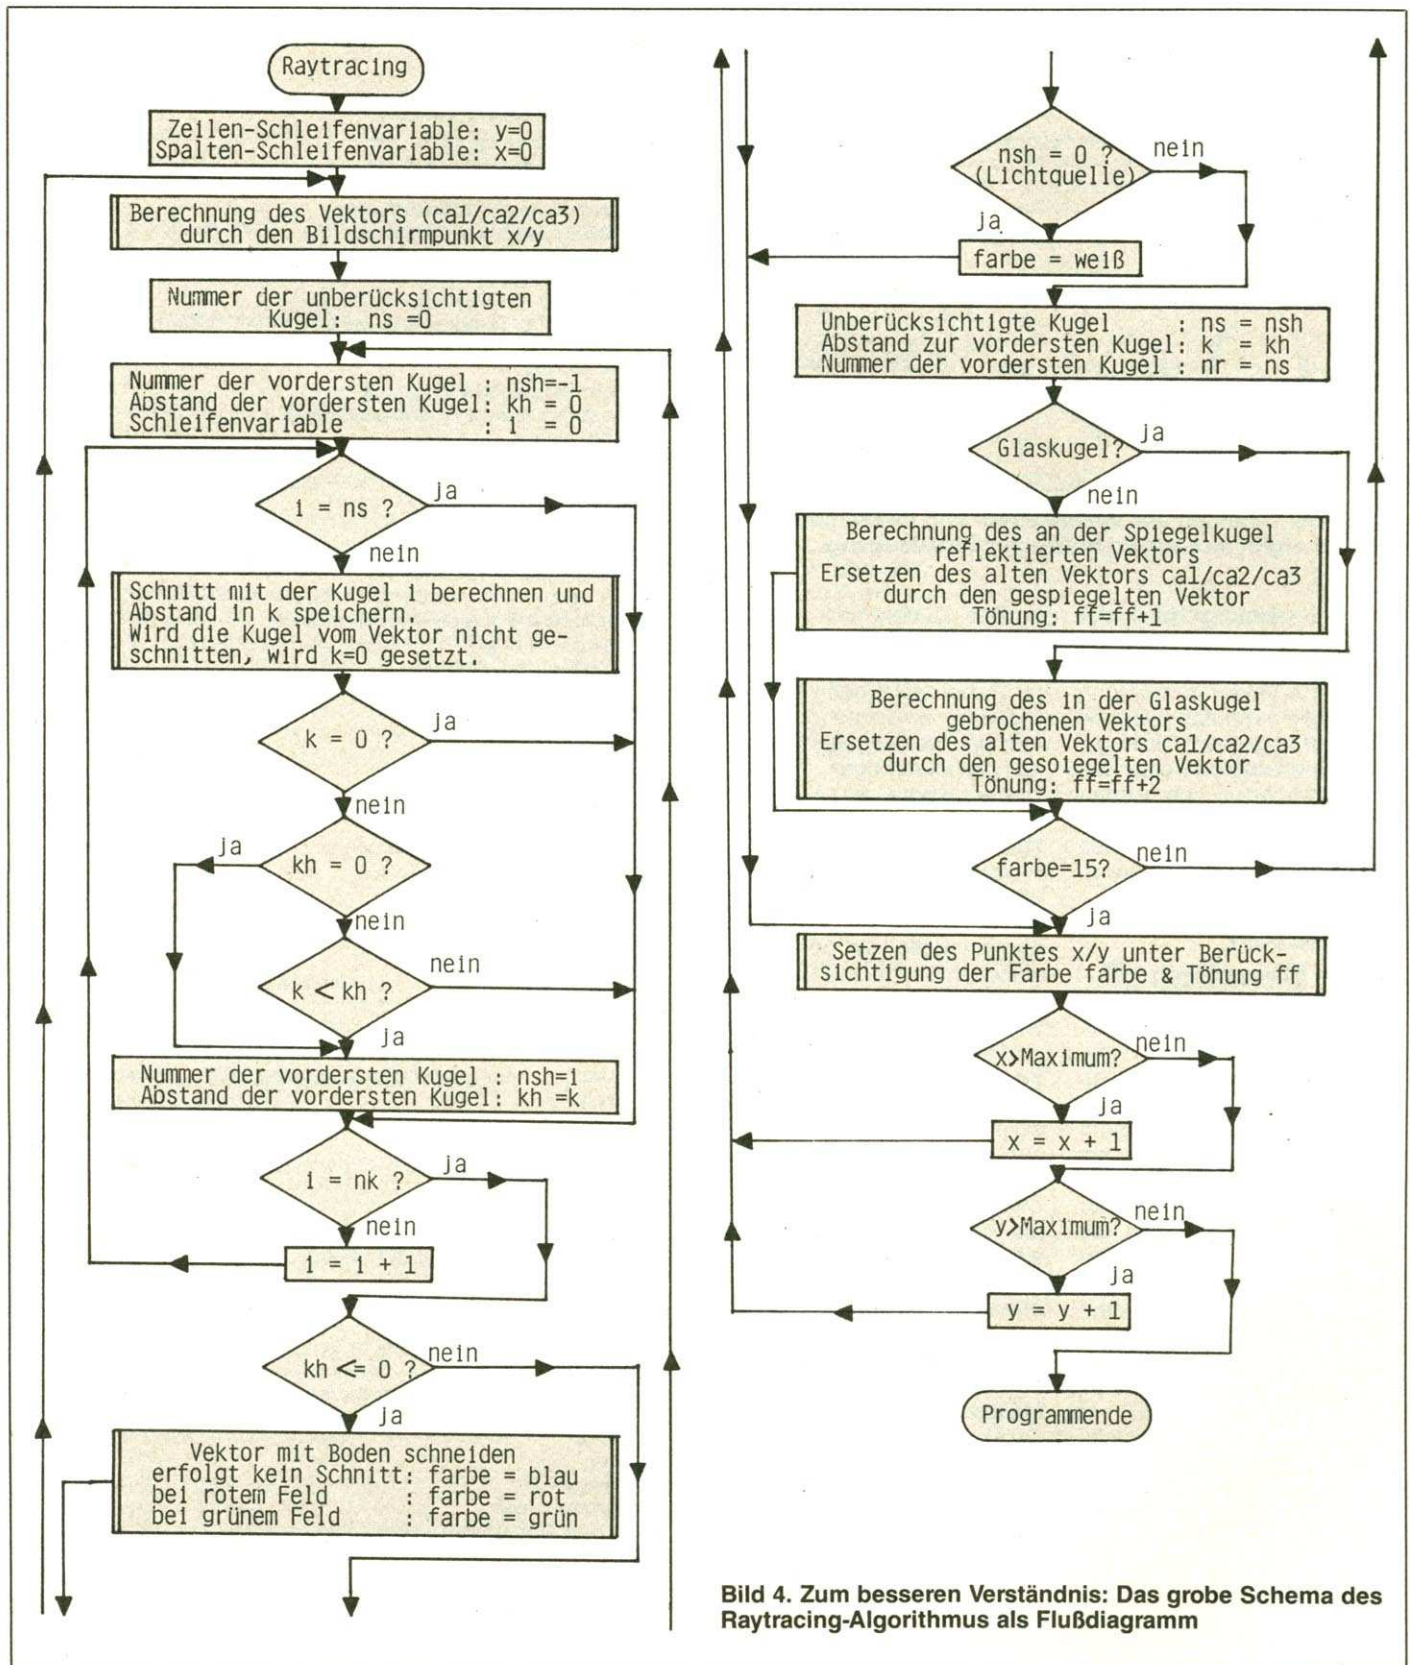 Raytracing
Zeilen-Schleifenvariable: y=0
Spalten-Schleifenvariable: x=0
Berechnung des Vektors (ca1/ca2/ca3)
durch den Bildschirmpunkt x/y
Nummer der unberücksichtigten
Kugel: ns =0
Nummer der vordersten Kugel : nsh=-1
Abstand der vordersten Kugel: kh = 0
Schleifenvariable : i = 0
i = ns ?
ja
nein
Schnitt mit der Kugel i berechnen und
Abstand in k speichern.
Wird die Kugel vom Vektor nicht ge-
schnitten, wird k=0 gesetzt.
k = 0 ?
ja
nein
ja
kh = 0 ?
nein
k < kh ?
nein
ja
Nummer der vordersten Kugel : nsh=i
Abstand der vordersten Kugel: kh =k
i = nk ?
ja
nein
i = i + 1
kh <= 0 ?
nein
ja
Vektor mit Boden schneiden
erfolgt kein Schnitt: farbe = blau
bei rotem Feld : farbe = rot
bei grünem Feld : farbe = grün
nsh = 0 ?
(Lichtquelle)
nein
ja
farbe = weiß
Unberücksichtigte Kugel : ns = nsh
Abstand zur vordersten Kugel: k = kh
Nummer der vordersten Kugel : nr = ns
Glaskugel?
ja
nein
Berechnung des an der Spiegelkugel
reflektierten Vektors
Ersetzen des alten Vektors ca1/ca2/ca3
durch den gespiegelten Vektor
Tönung: ff=ff+1
Berechnung des in der Glaskugel
gebrochenen Vektors
Ersetzen des alten Vektors ca1/ca2/ca3
durch den gesoiegelten Vektor
Tönung: ff=ff+2
farbe=15?
nein
ja
Setzen des Punktes x/y unter Berück-
sichtigung der Farbe farbe & Tönung ff
x>Maximum?
nein
ja
x = x + 1
y>Maximum?
nein
ja
y = y + 1
Programmende
Bild 4. Zum besseren Verständnis: Das grobe Schema des
Raytracing-Algorithmus als Flußdiagramm